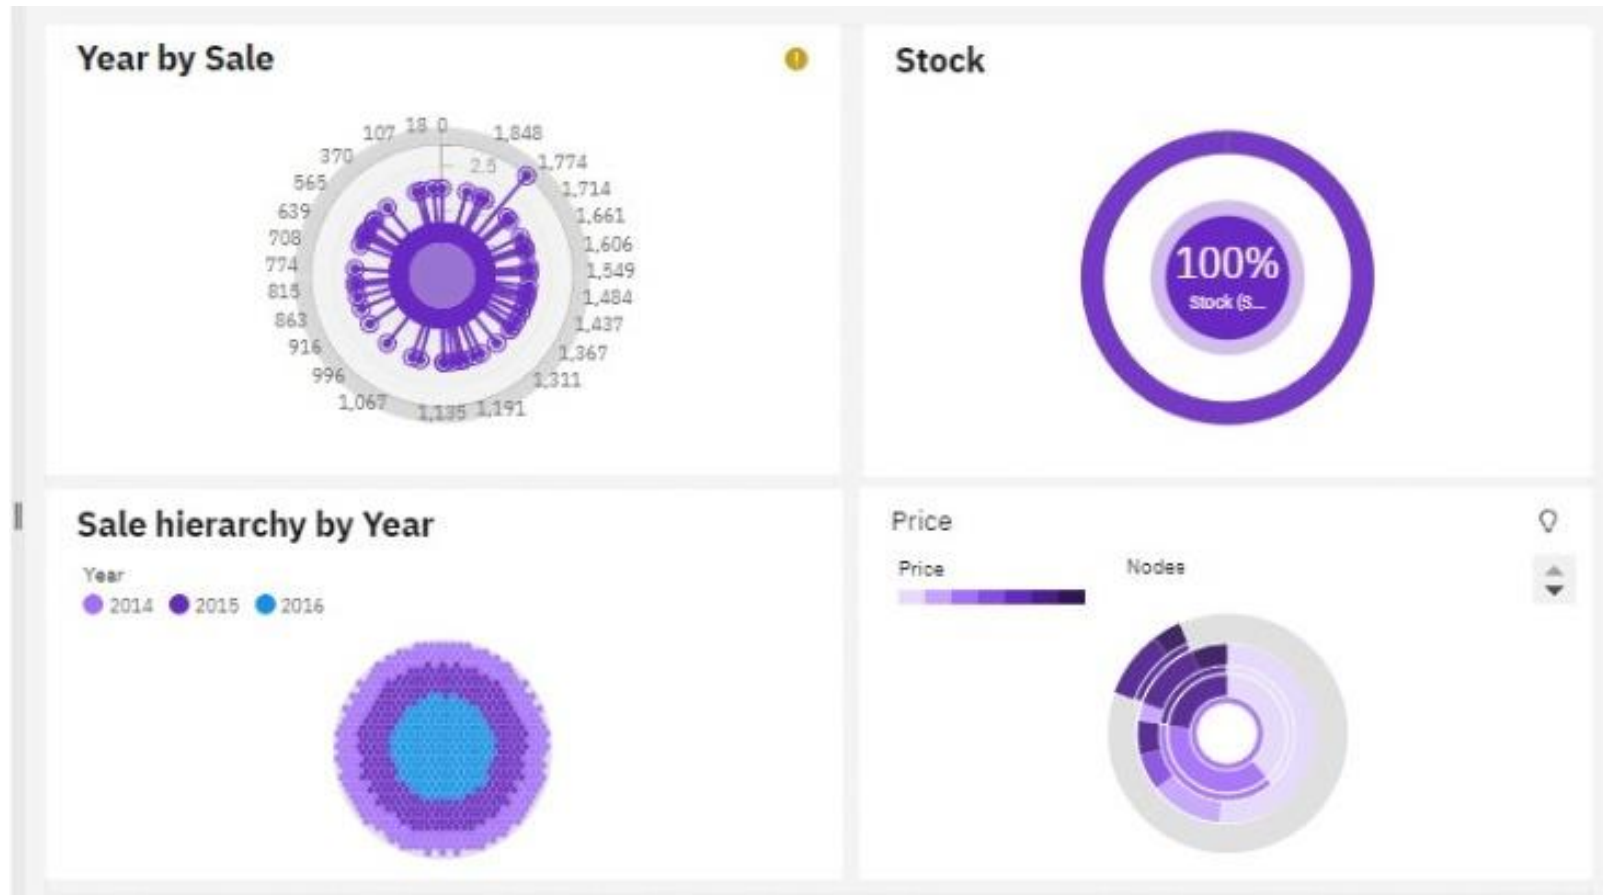 Year by Sale
18 0
107
1,848
370
2.5
1,774
565
1,714
639
1,661
708
1,606
774
1,549
815
1,484
863
1,437
916
1,367
996
1,311
1,067
1,135 1,191
Stock
100%
Stock (S...
Sale hierarchy by Year
Year
2014 2015 2016
Price
Price
Nodes